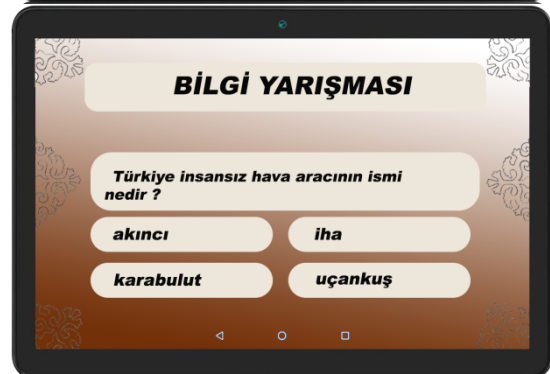 BİLGİ YARIŞMASI
Türkiye insansız hava aracının ismi
nedir ?
akıncı
iha
karabulut
uçankuş